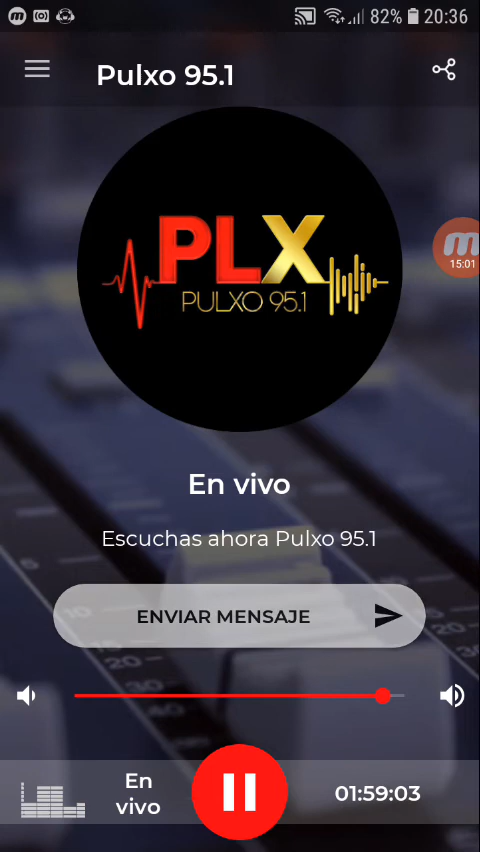 82% 20:36
Pulxo 95.1
PLX
PULXO 95.1
m
15:01
En vivo
Escuchas ahora Pulxo 95.1
ENVIAR MENSAJE
En
vivo
01:59:03